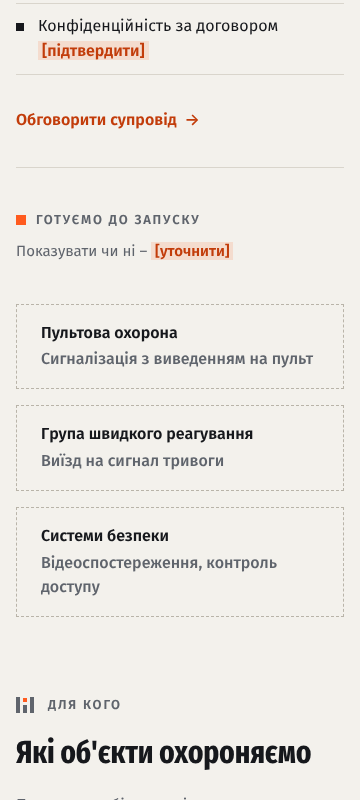 Конфіденційність за договором
[підтвердити]
Обговорити супровід →
ГОТУЄМО ДО ЗАПУСКУ
Показувати чи ні – [уточнити]
Пультова охорона
Сигналізація з виведенням на пульт
Група швидкого реагування
Виїзд на сигнал тривоги
Системи безпеки
Відеоспостереження, контроль
доступу
ДЛЯ КОГО
Які об'єкти охороняємо